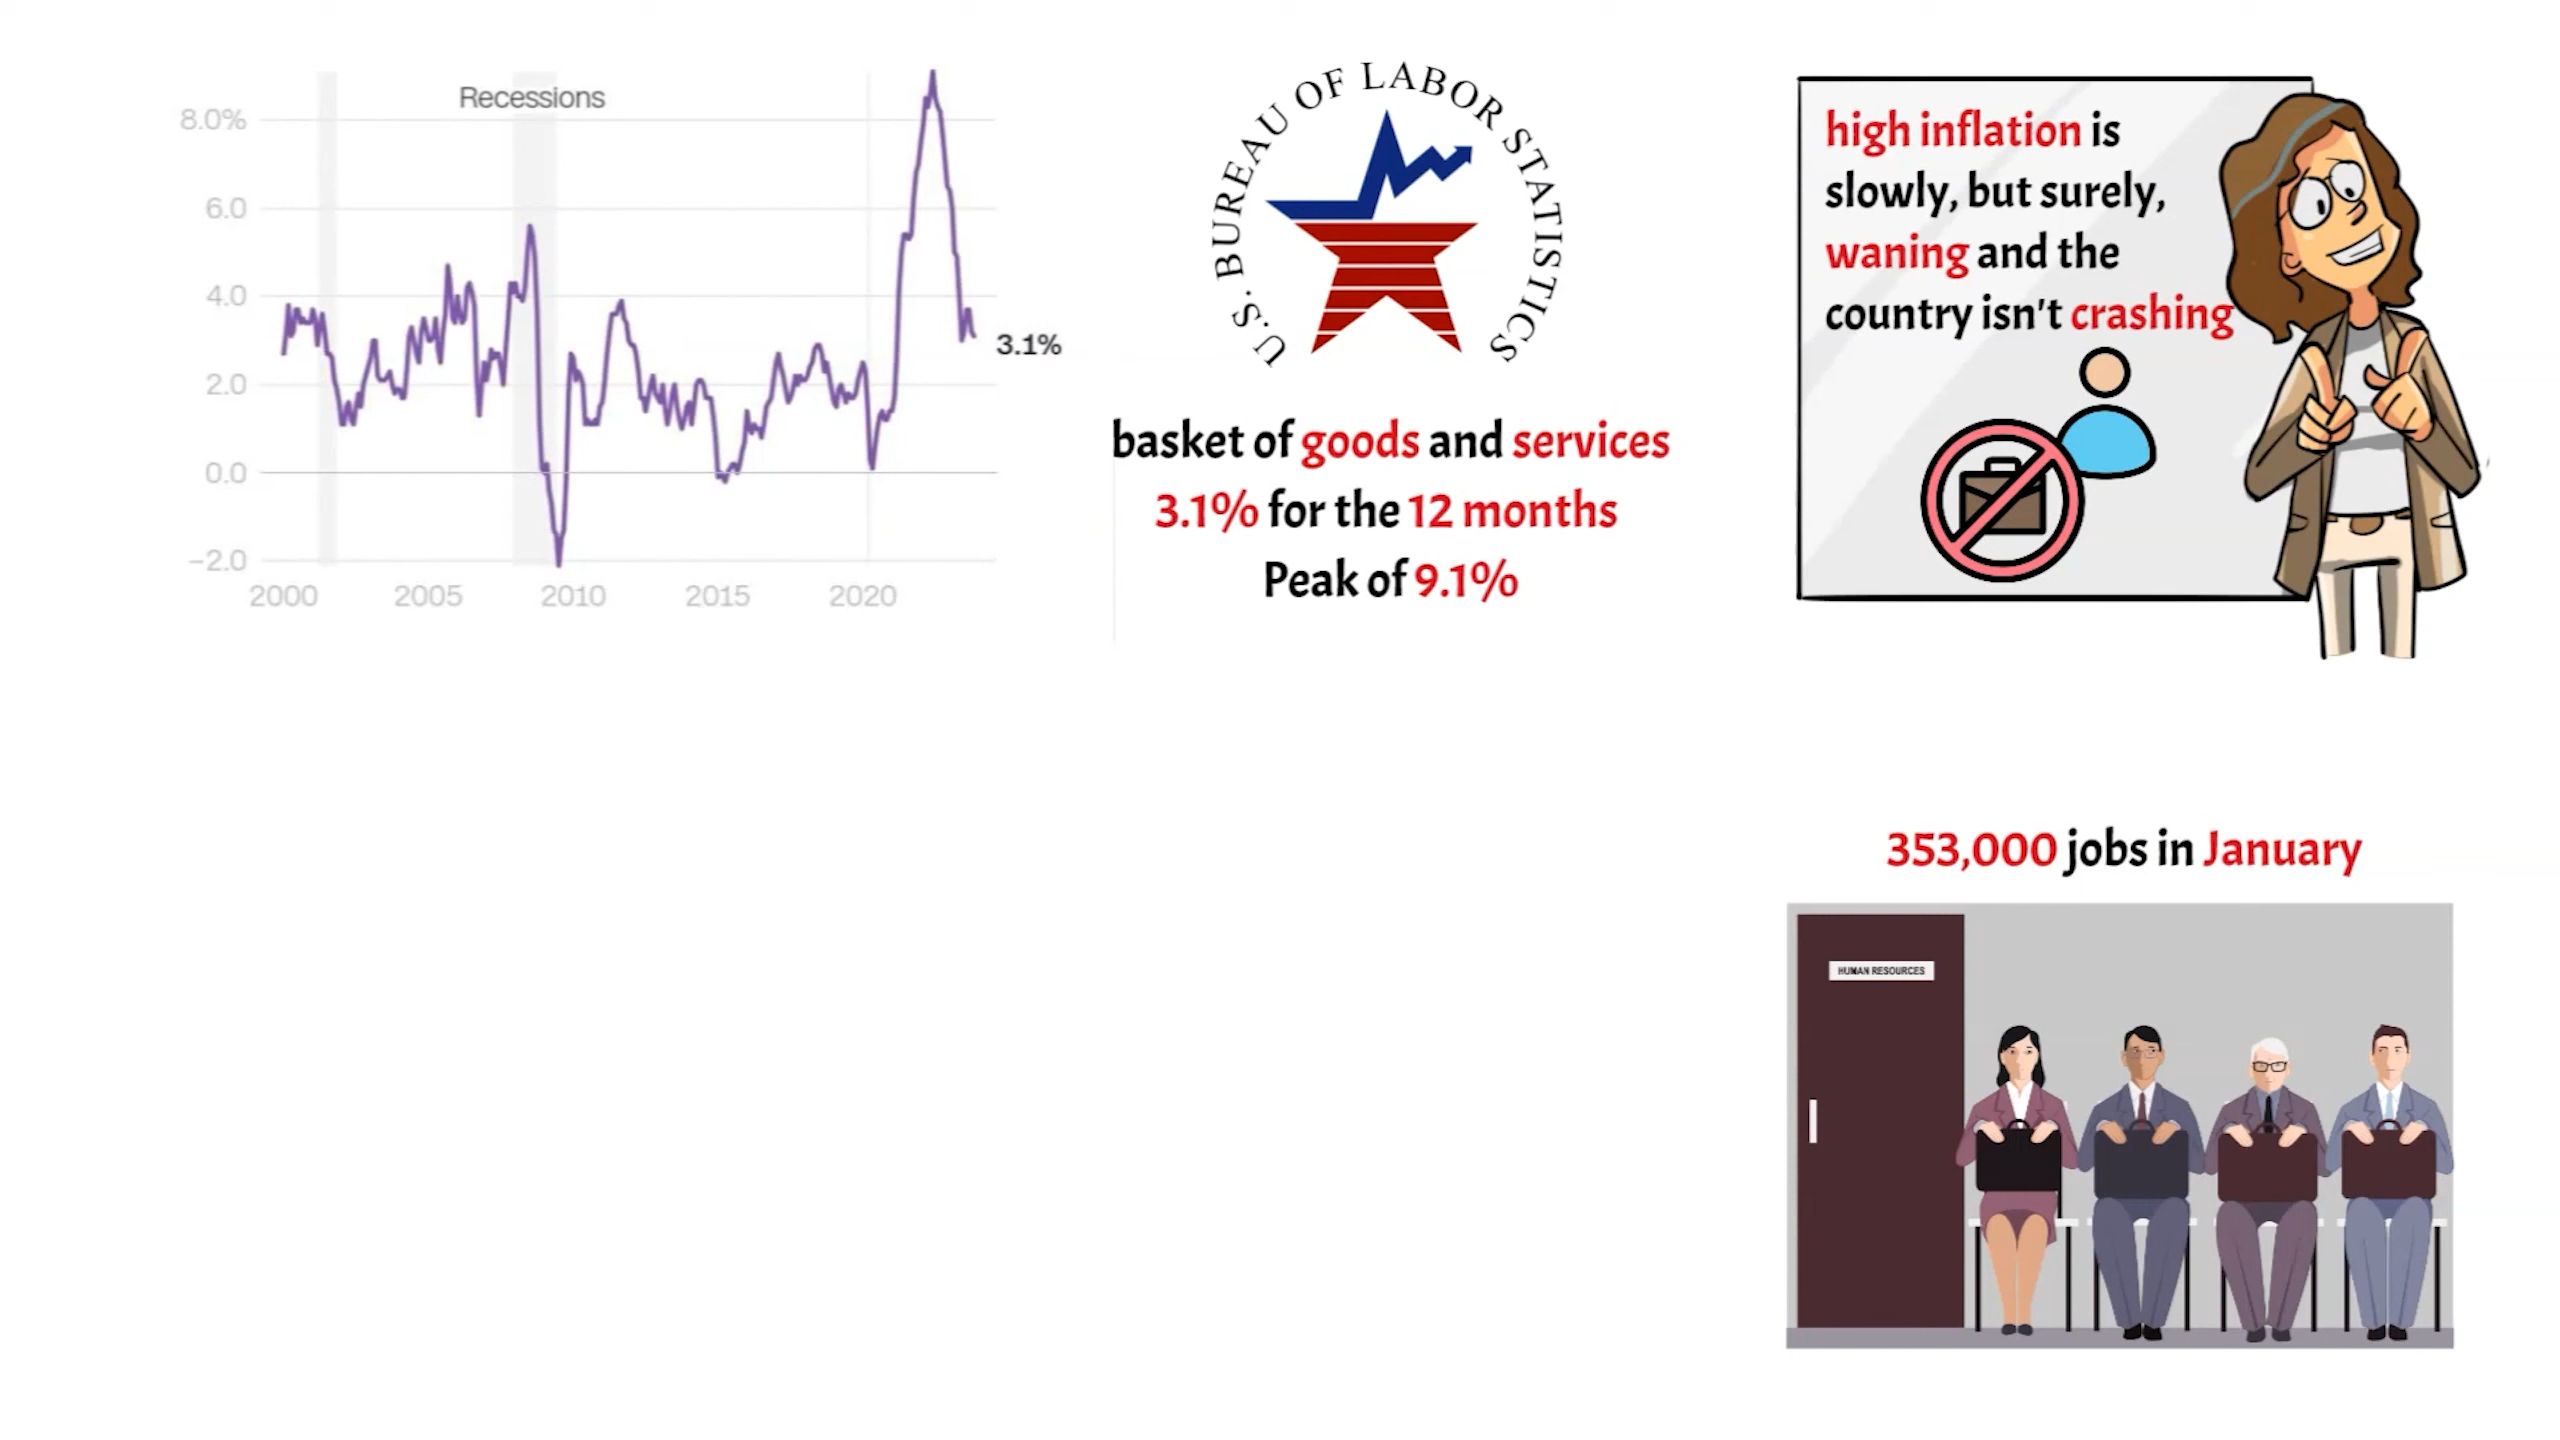 Recessions
8.0%
6.0
4.0
2.0
0.0
−2.0
2000 2005 2010 2015 2020
3.1%
U.S. BUREAU OF LABOR STATISTICS
basket of goods and services
3.1% for the 12 months
Peak of 9.1%
high inflation is
slowly, but surely,
waning and the
country isn't crashing
353,000 jobs in January
HUMAN RESOURCES